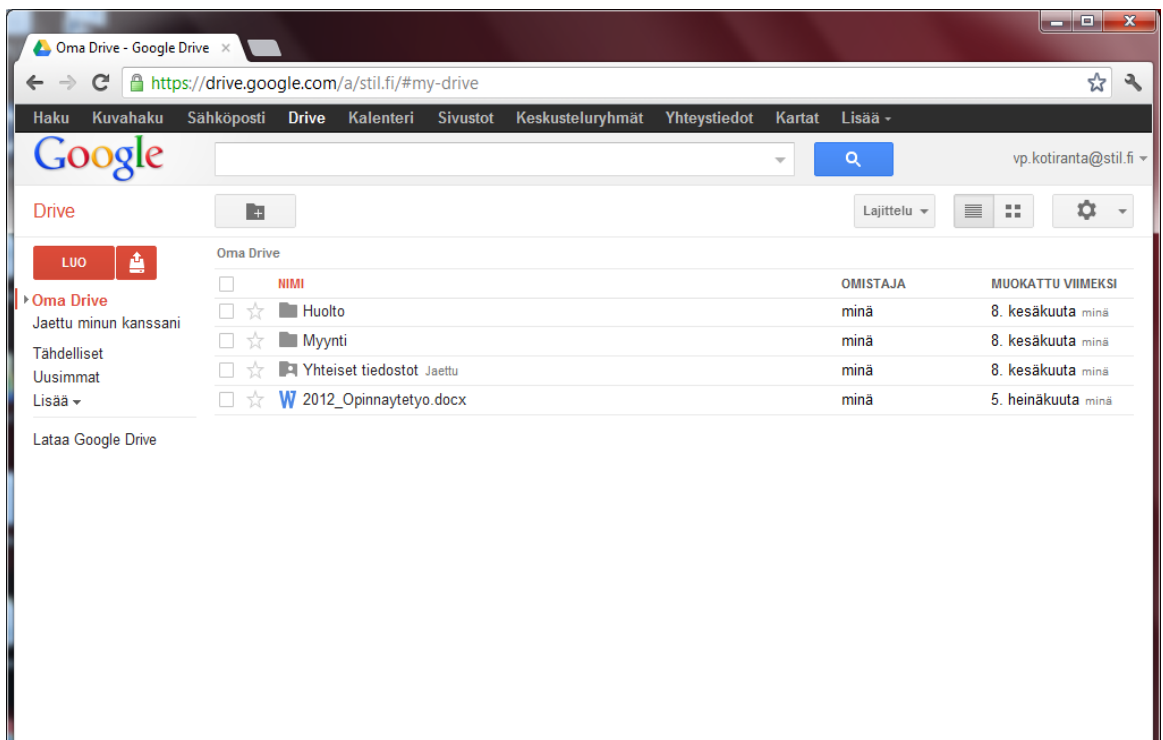 Oma Drive - Google Drive
https://drive.google.com/a/stil.fi/#my-drive
Haku Kuvahaku Sähköposti Drive Kalenteri Sivustot Keskusteluryhmät Yhteystiedot Kartat Lisää
Google
vp.kotiranta@stil.fi
Drive
Lajittelu
LUO
Oma Drive
NIMI OMISTAJA MUOKATTU VIIMEKSI
Oma Drive
Jaettu minun kanssani
Tähdelliset
Uusimmat
Lisää
Lataa Google Drive
Huolto minä 8. kesäkuuta minä
Myynti minä 8. kesäkuuta minä
Yhteiset tiedostot Jaettu minä 8. kesäkuuta minä
W 2012_Opinnaytetyo.docx minä 5. heinäkuuta minä